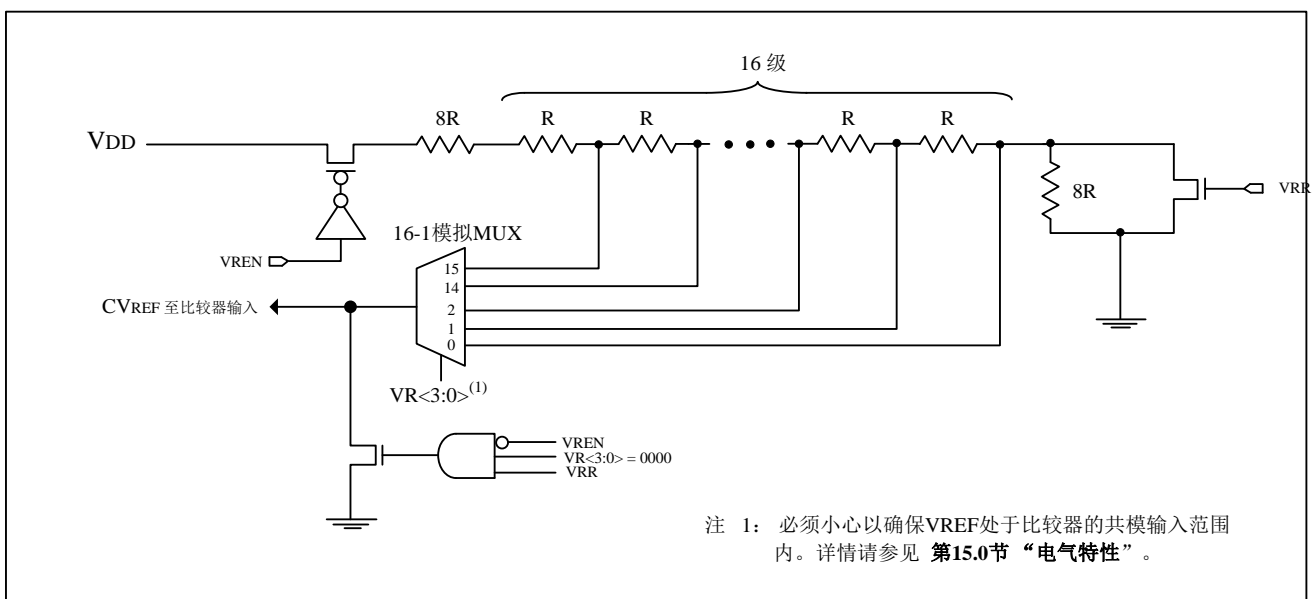 16 级
VDD
8R
R
R
R
R
8R
VRR
VREN
16-1模拟MUX
15
14
2
1
0
CVREF 至比较器输入
VR<3:0>(1)
VREN
VR<3:0> = 0000
VRR
注 1: 必须小心以确保VREF处于比较器的共模输入范围
内。详情请参见 第15.0节 “电气特性”。